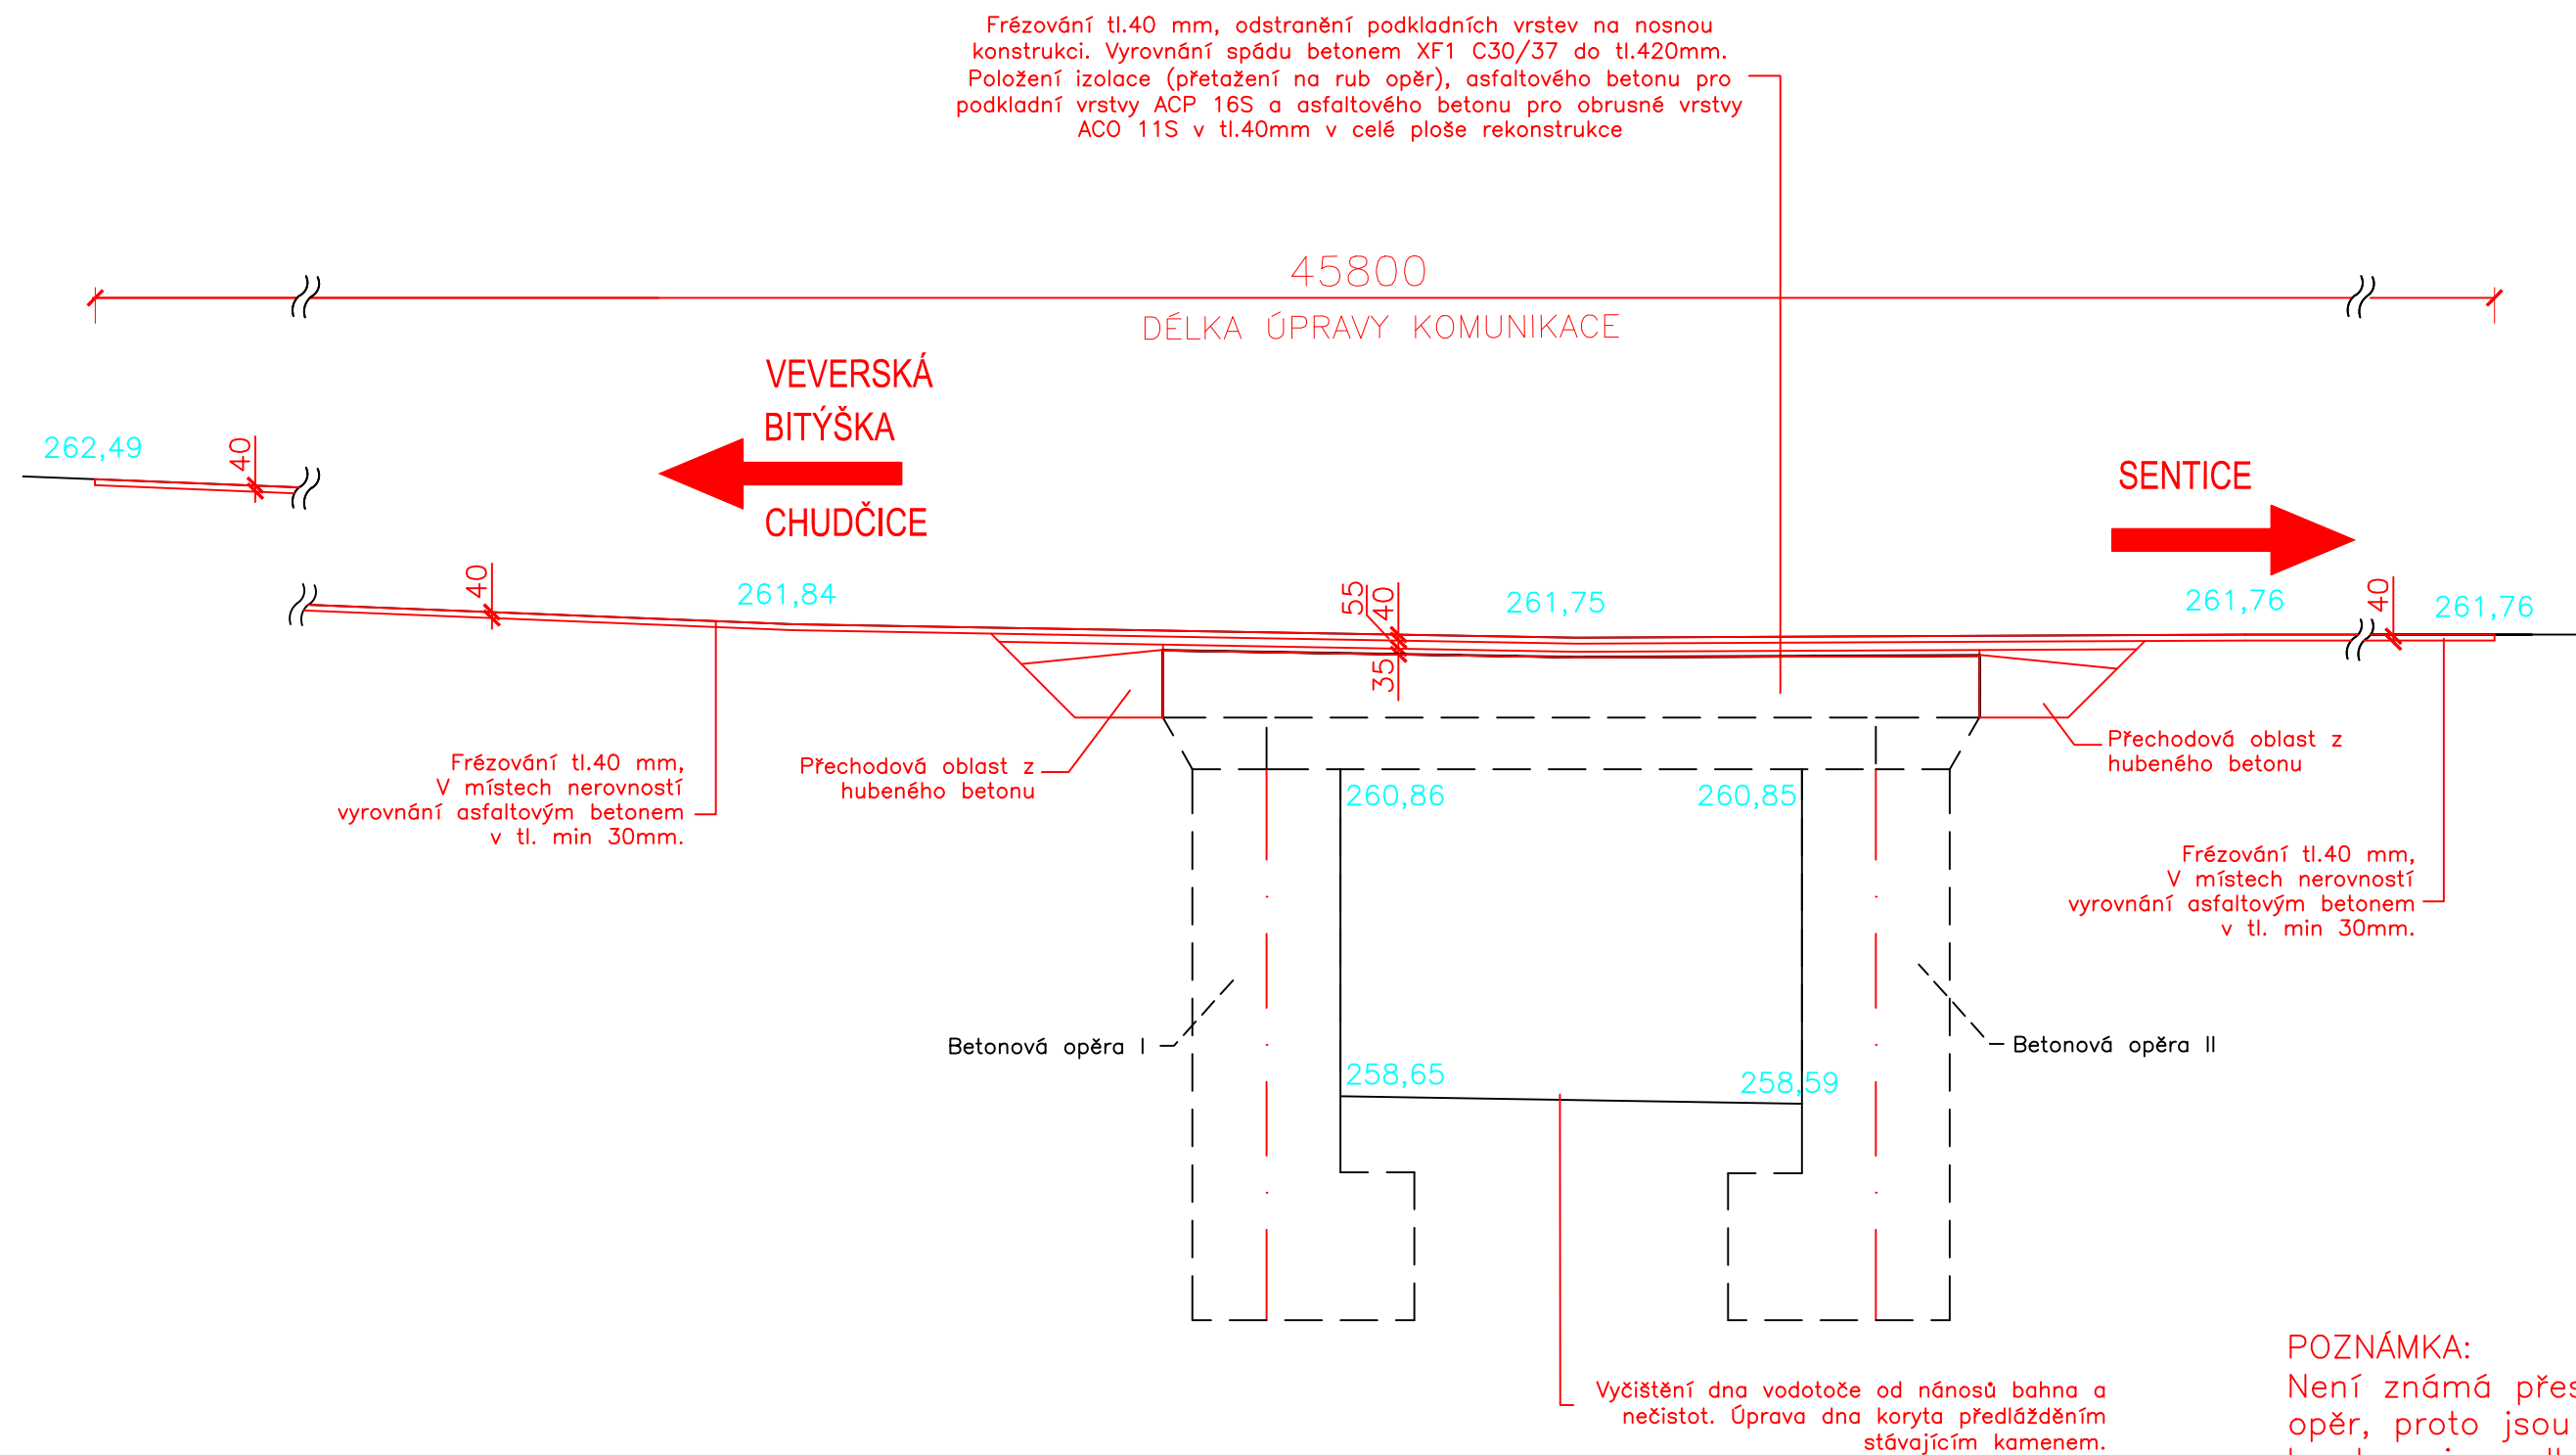 Frézování tl.40 mm, odstranění podkladních vrstev na nosnou
konstrukci. Vyrovnání spádu betonem XF1 C30/37 do tl.420mm.
Položení izolace (přetažení na rub opěr), asfaltového betonu pro
podkladní vrstvy ACP 16S a asfaltového betonu pro obrusné vrstvy
ACO 11S v tl.40mm v celé ploše rekonstrukce
45800
DÉLKA ÚPRAVY KOMUNIKACE
VEVERSKÁ
BITÝŠKA
CHUDČICE
SENTICE
262,49
40
40
261,84
55
40
35
261,75
261,76
40
261,76
Frézování tl.40 mm,
V místech nerovností
vyrovnání asfaltovým betonem
v tl. min 30mm.
Přechodová oblast z
hubeného betonu
Přechodová oblast z
hubeného betonu
260,86
260,85
Frézování tl.40 mm,
V místech nerovností
vyrovnání asfaltovým betonem
v tl. min 30mm.
Betonová opěra I
Betonová opěra II
258,65
258,59
Vyčištění dna vodotoče od nánosů bahna a
nečistot. Úprava dna koryta předlážděním
stávajícím kamenem.
POZNÁMKA:
Není známá
opěr, proto jsou